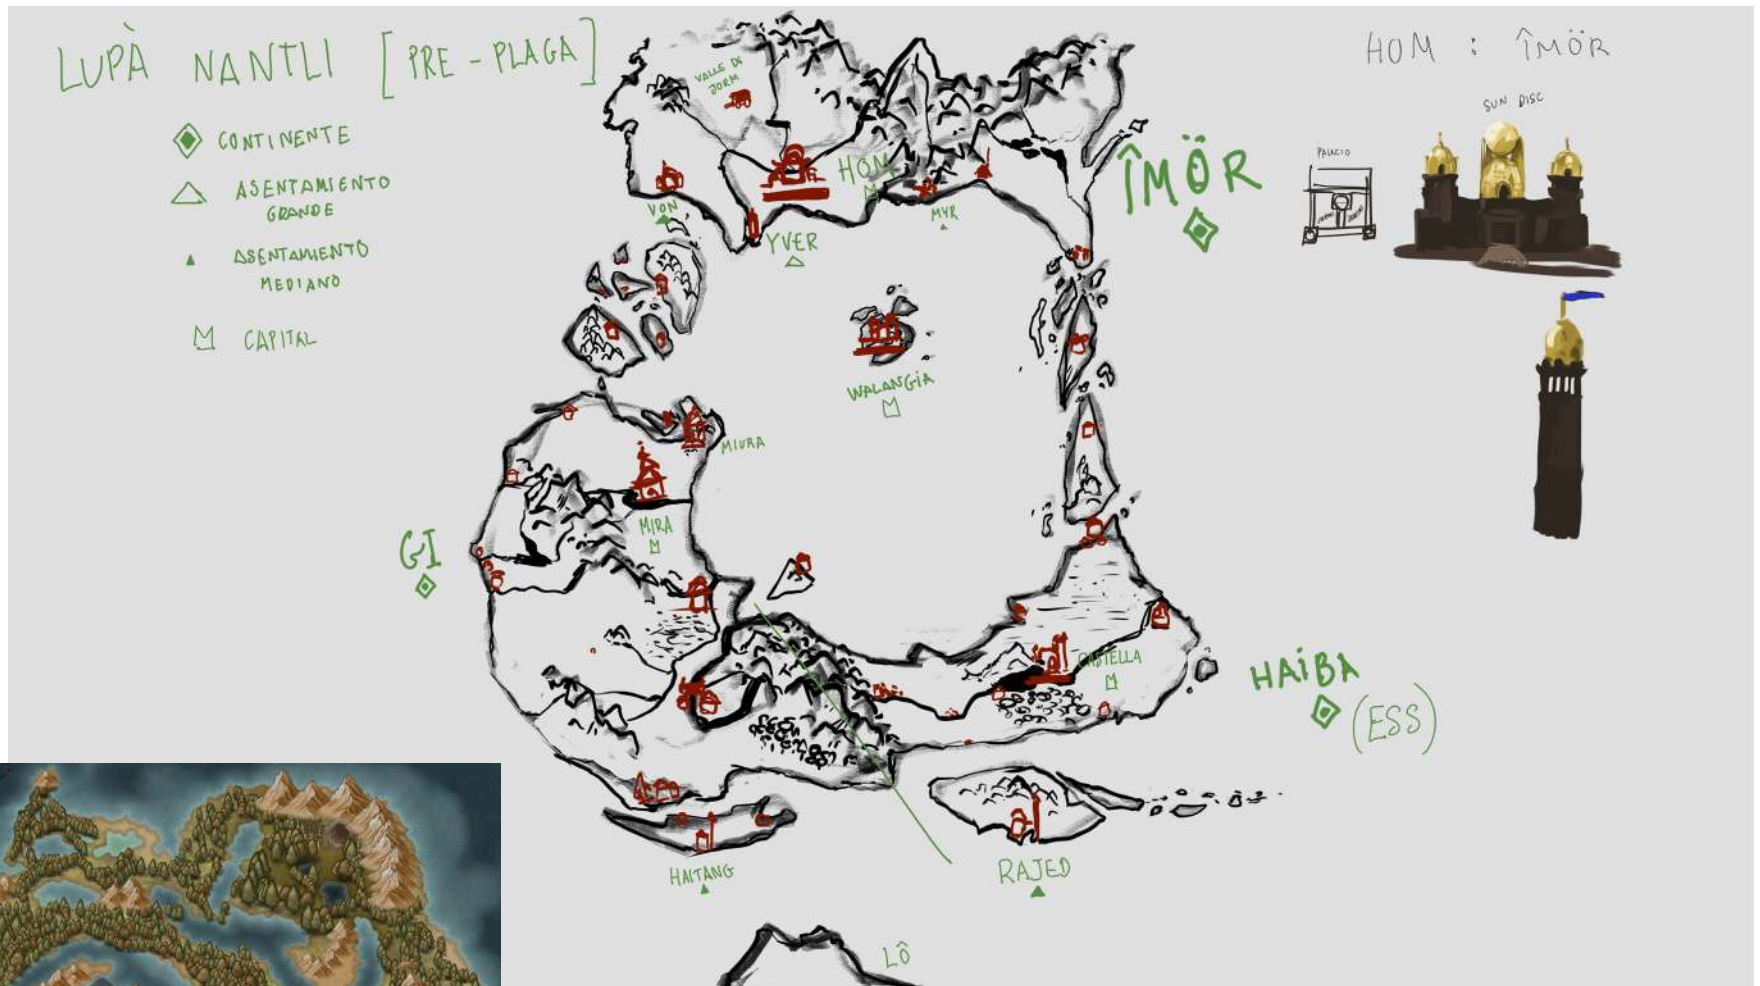 LUPÀ NANTLI [PRE-PLAGA]
CONTINENTE
ASENTAMIENTO
GRANDE
ASENTAMIENTO
MEDIANO
CAPITAL
VALLE DE
JORM
HOM
VON
YVER
MYR
ÎMÖR
HOM : ÎMÖR
SUN DISC
PALACIO
WALANGIA
MIURA
MIRA
GI
CASTELLA
HAIBA
(ESS)
HAITANG
RAJED
LÔ